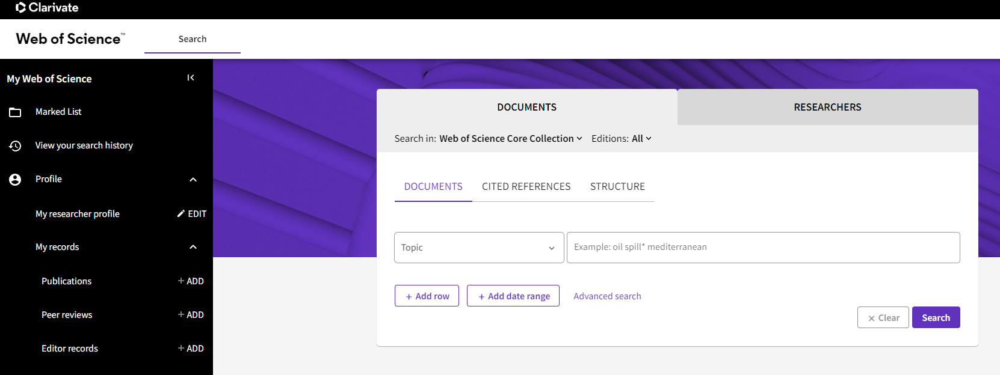 Clarivate
Web of Science™
Search
My Web of Science
Marked List
View your search history
Profile
My researcher profile
EDIT
My records
Publications
+ ADD
Peer reviews
+ ADD
Editor records
+ ADD
DOCUMENTS
RESEARCHERS
Search in: Web of Science Core Collection Editions: All
DOCUMENTS
CITED REFERENCES
STRUCTURE
Topic
Example: oil spill* mediterranean
+ Add row
+ Add date range
Advanced search
× Clear
Search